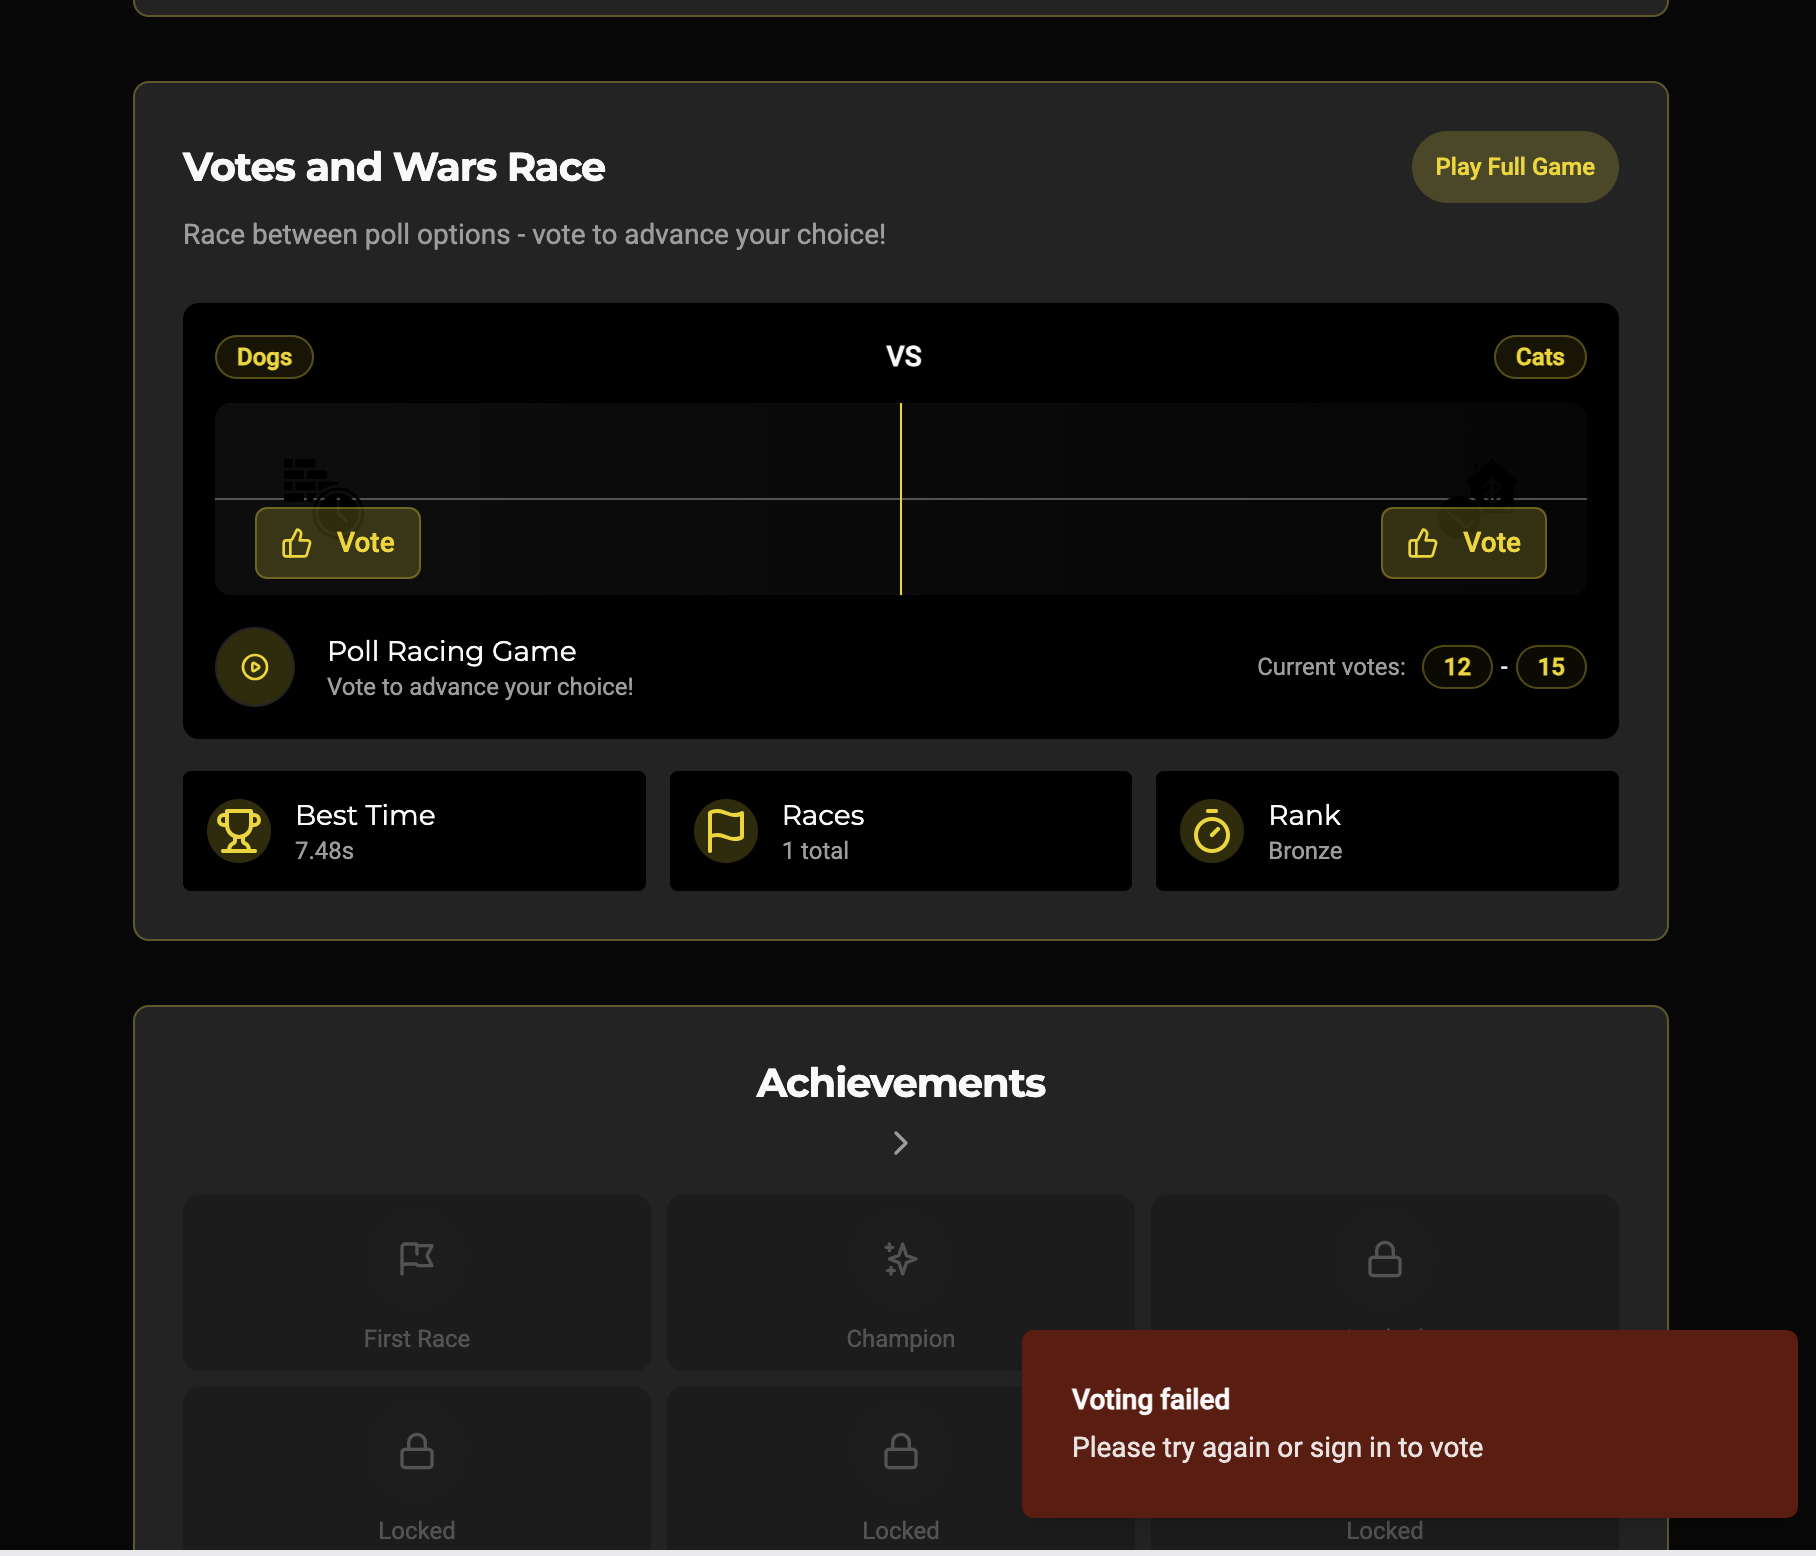 Votes and Wars Race
Play Full Game
Race between poll options - vote to advance your choice!
Dogs
VS
Cats
Vote
Vote
Poll Racing Game
Vote to advance your choice!
Current votes: 12 - 15
Best Time
7.48s
Races
1 total
Rank
Bronze
Achievements
First Race
Champion
Voting failed
Please try again or sign in to vote
Locked
Locked
Locked